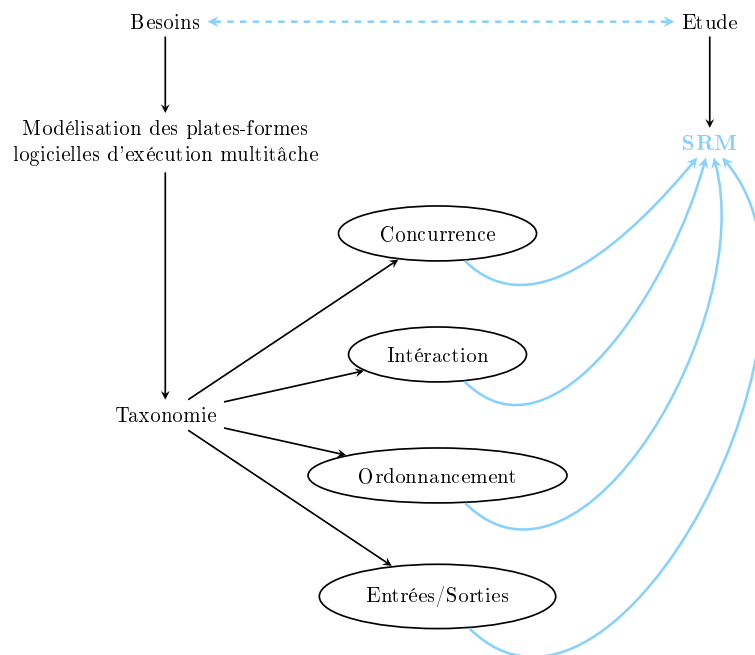 Besoins
Etude
Modélisation des plates-formes
logicielles d'exécution multitâche
SRM
Concurrence
Intéraction
Taxonomie
Ordonnancement
Entrées/Sorties